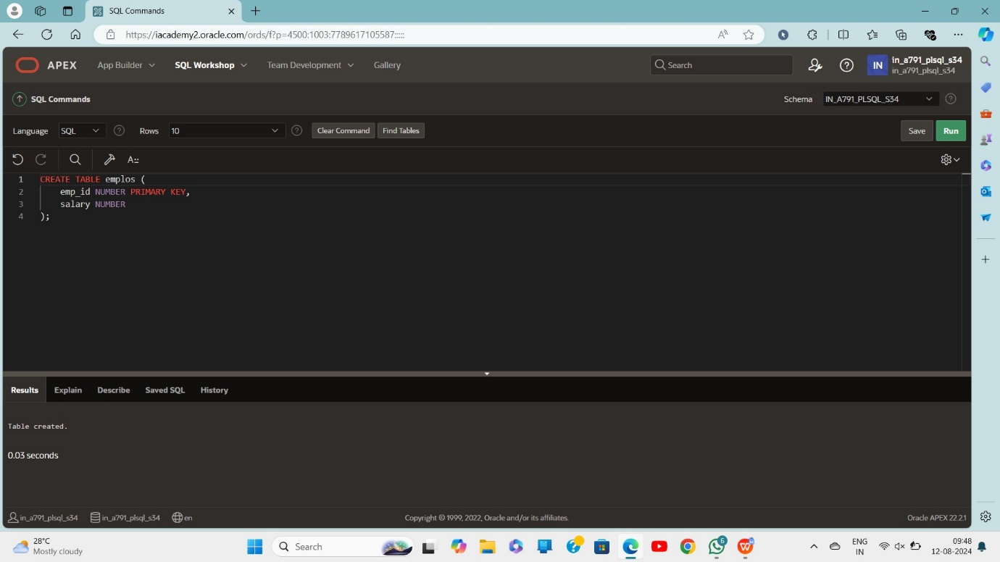 SQL Commands
https://iacademy2.oracle.com/ords/f?p=4500:1003:7789617105587:::::
APEX App Builder SQL Workshop Team Development Gallery Search IN in_a791_plsql_s34
in_a791_plsql_s34
SQL Commands Schema IN_A791_PLSQL_S34
Language SQL Rows 10 Clear Command Find Tables Save Run
A::
1 CREATE TABLE emplos (
2 emp_id NUMBER PRIMARY KEY,
3 salary NUMBER
4 );
Results Explain Describe Saved SQL History
Table created.
0.03 seconds
in_a791_plsql_s34 in_a791_plsql_s34 en Copyright © 1999, 2022, Oracle and/or its affiliates. Oracle APEX 22.2.1
28°C
Mostly cloudy
Search
6
ENG
IN
09:48
12-08-2024